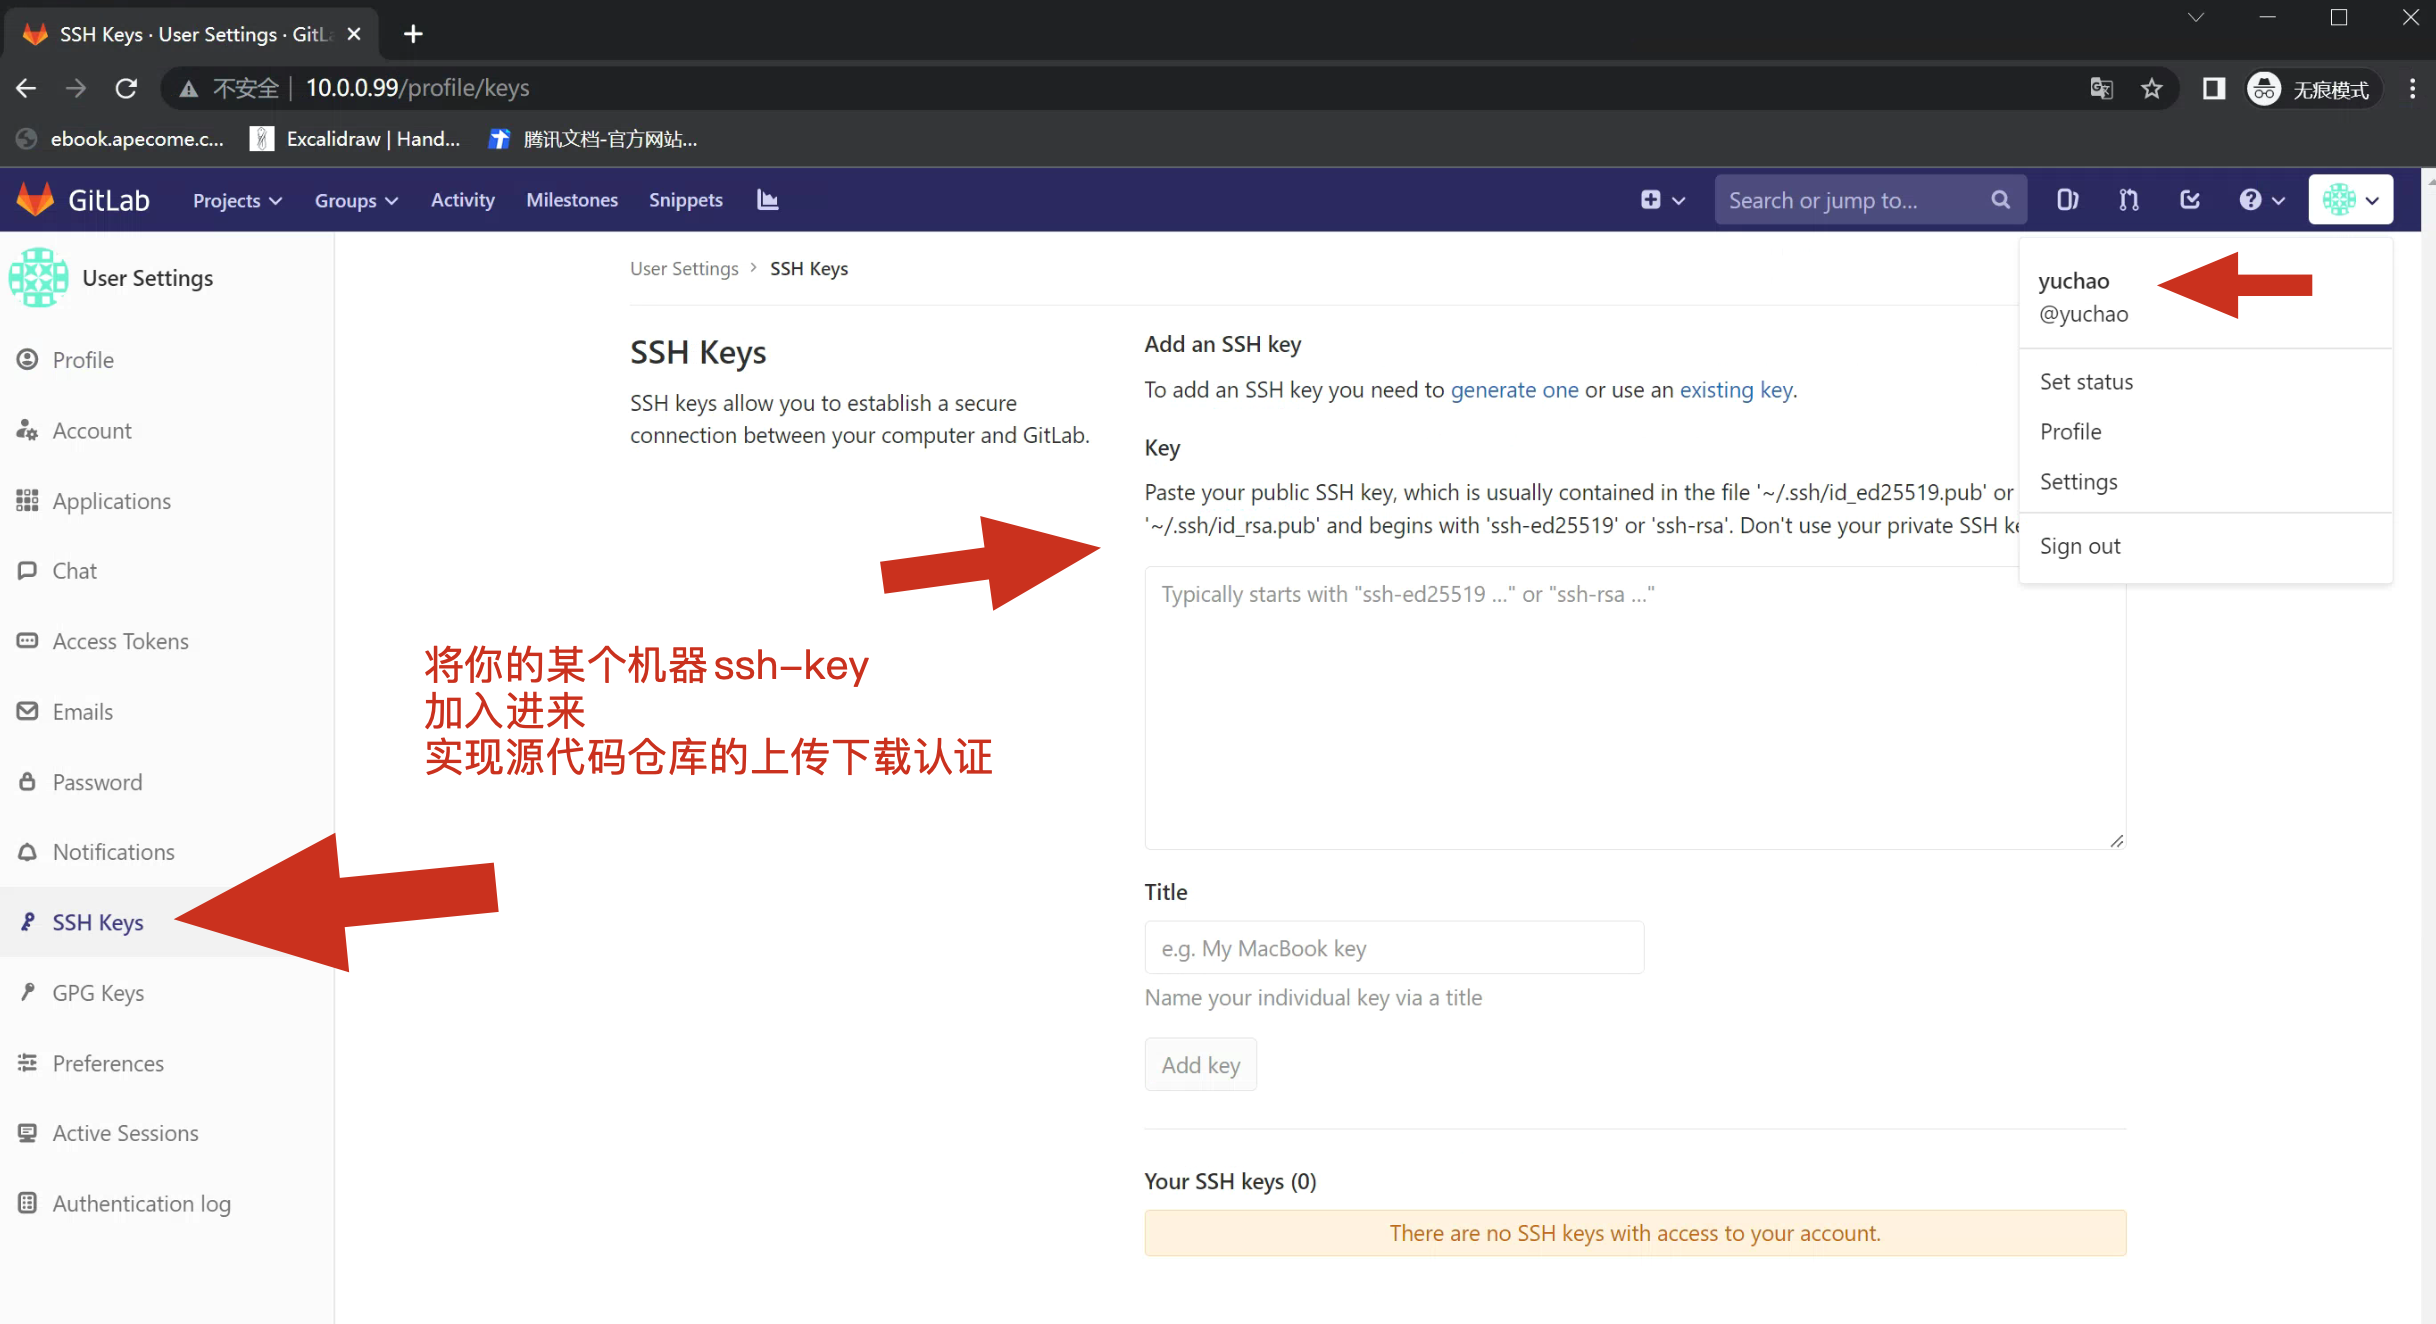 SSH Keys · User Settings · GitLa
不安全 | 10.0.0.99/profile/keys
无痕模式
ebook.apecome.c...
Excalidraw | Hand...
腾讯文档-官方网站...
GitLab
Projects
Groups
Activity
Milestones
Snippets
Search or jump to...
User Settings
Profile
Account
Applications
Chat
Access Tokens
Emails
Password
Notifications
SSH Keys
GPG Keys
Preferences
Active Sessions
Authentication log
User Settings > SSH Keys
SSH Keys
SSH keys allow you to establish a secure
connection between your computer and GitLab.
将你的某个机器ssh-key
加入进来
实现源代码仓库的上传下载认证
Add an SSH key
To add an SSH key you need to generate one or use an existing key.
Key
Paste your public SSH key, which is usually contained in the file '~/.ssh/id_ed25519.pub' or
'~/.ssh/id_rsa.pub' and begins with 'ssh-ed25519' or 'ssh-rsa'. Don't use your private SSH
Typically starts with "ssh-ed25519 ..." or "ssh-rsa ..."
Title
e.g. My MacBook key
Name your individual key via a title
Add key
Your SSH keys (0)
There are no SSH keys with access to your account.
yuchao
@yuchao
Set status
Profile
Settings
Sign out